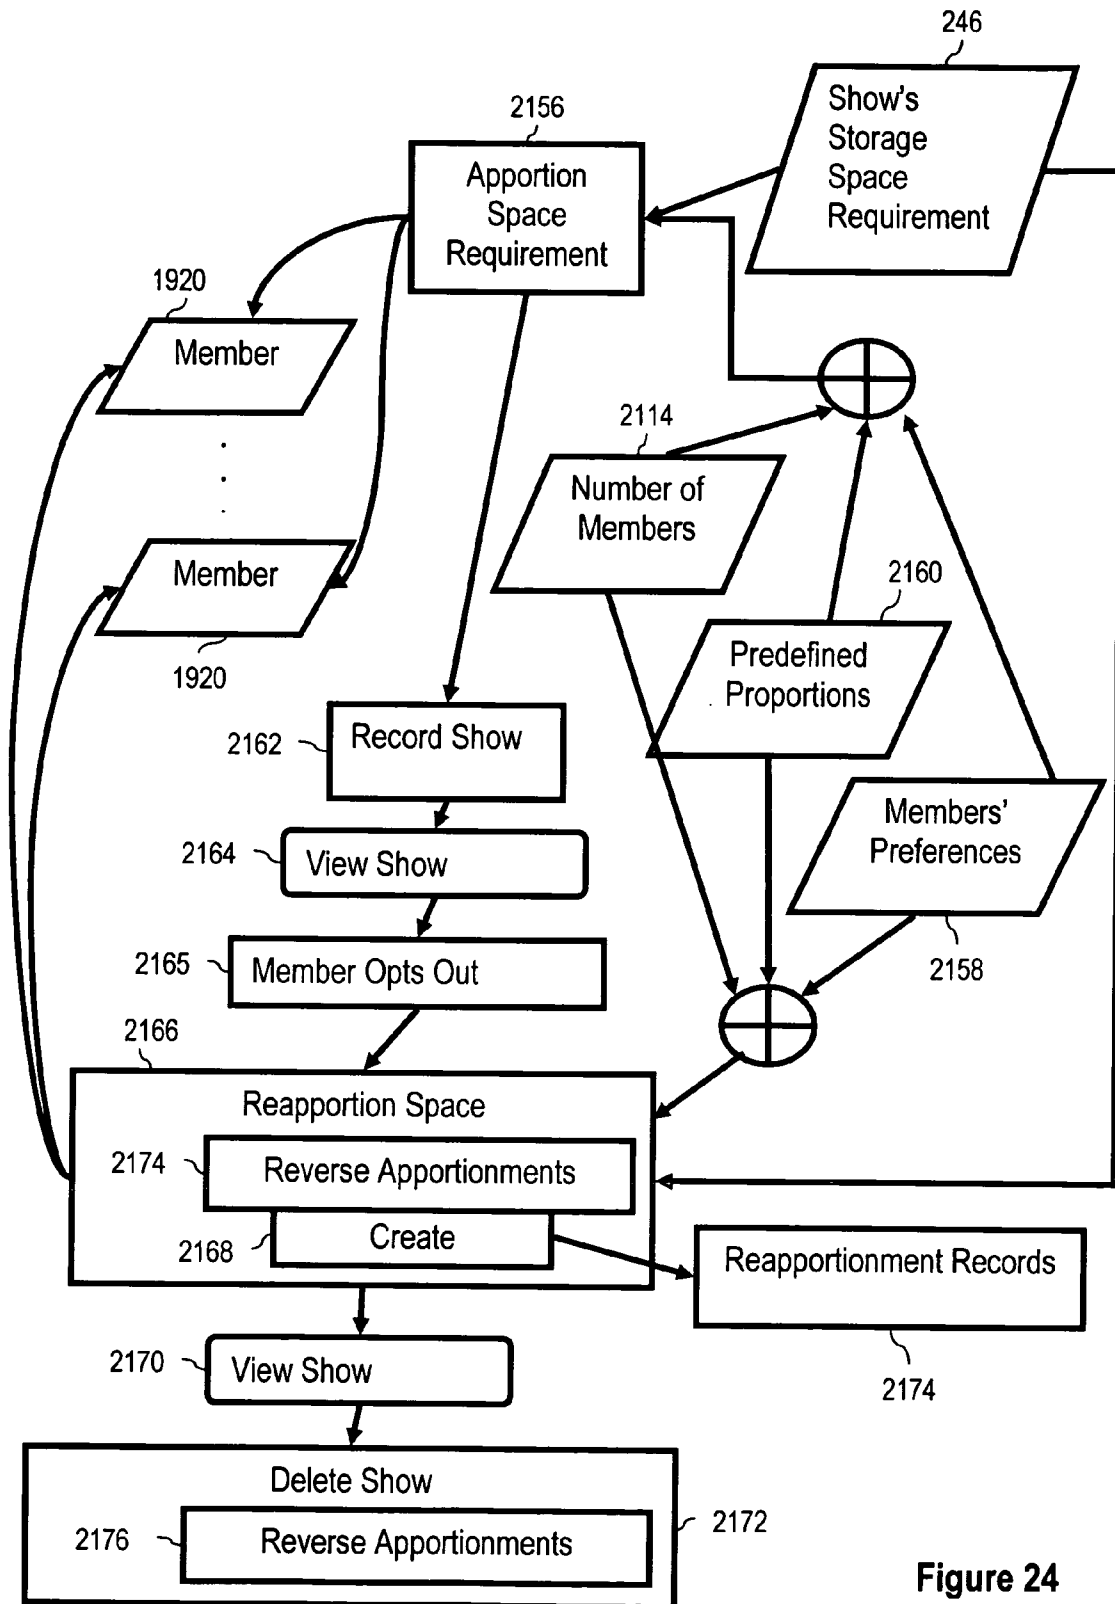 246
Show's
Storage
Space
Requirement
2156
Apportion
Space
Requirement
1920
Member
2114
Number of
Members
Member
1920
2160
Predefined
Proportions
2162
Record Show
Members'
Preferences
2158
2164
View Show
2165
Member Opts Out
2166
Reapportion Space
2174
Reverse Apportionments
2168
Create
Reapportionment Records
2174
2170
View Show
Delete Show
2176
Reverse Apportionments
2172
Figure 24